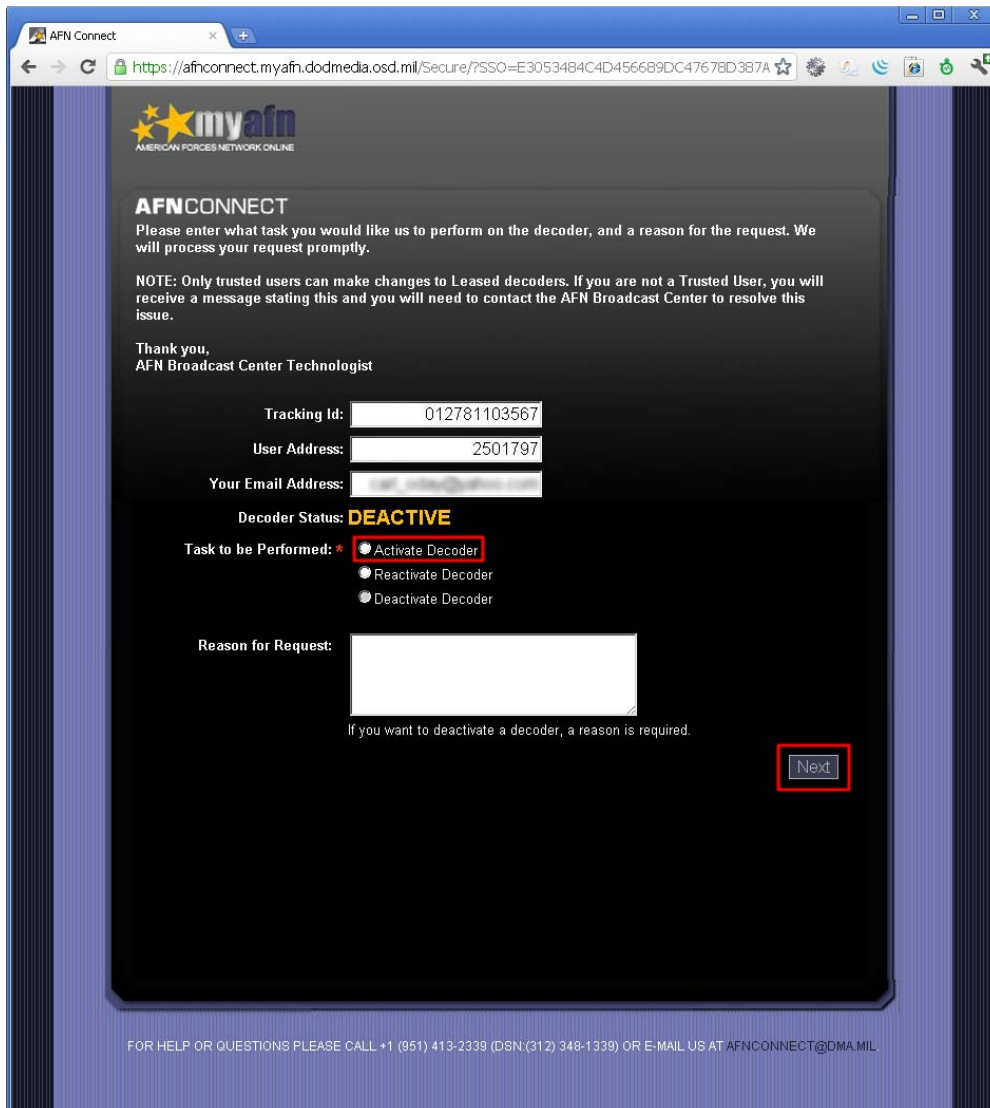 AFN Connect
https://afnconnect.myafn.dodmedia.osd.mil/Secure/?SSO=E3053484C4D456689DC47678D387A
myafn
AMERICAN FORCES NETWORK ONLINE
AFNCONNECT
Please enter what task you would like us to perform on the decoder, and a reason for the request. We
will process your request promptly.
NOTE: Only trusted users can make changes to Leased decoders. If you are not a Trusted User, you will
receive a message stating this and you will need to contact the AFN Broadcast Center to resolve this
issue.
Thank you,
AFN Broadcast Center Technologist
Tracking Id: 012781103567
User Address: 2501797
Your Email Address:
Decoder Status: DEACTIVE
Task to be Performed: * Activate Decoder
Reactivate Decoder
Deactivate Decoder
Reason for Request:
If you want to deactivate a decoder, a reason is required.
Next
FOR HELP OR QUESTIONS PLEASE CALL +1 (951) 413-2339 (DSN:(312) 348-1339) OR E-MAIL US AT AFNCONNECT@DMA.MIL.